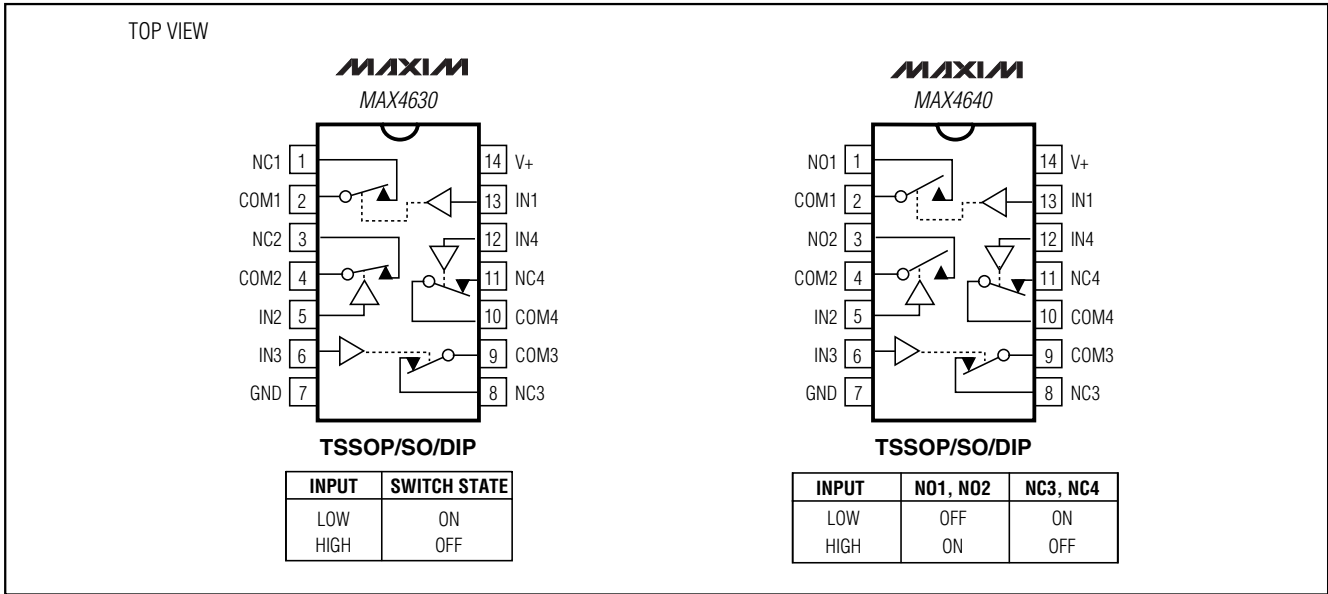 TOP VIEW
MAXIM
MAX4630
NC1 1
COM1 2
NC2 3
COM2 4
IN2 5
IN3 6
GND 7
14 V+
13 IN1
12 IN4
11 NC4
10 COM4
9 COM3
8 NC3
TSSOP/SO/DIP
INPUT SWITCH STATE
LOW ON
HIGH OFF
MAXIM
MAX4640
NO1 1
COM1 2
NO2 3
COM2 4
IN2 5
IN3 6
GND 7
14 V+
13 IN1
12 IN4
11 NC4
10 COM4
9 COM3
8 NC3
TSSOP/SO/DIP
INPUT NO1, NO2 NC3, NC4
LOW OFF ON
HIGH ON OFF